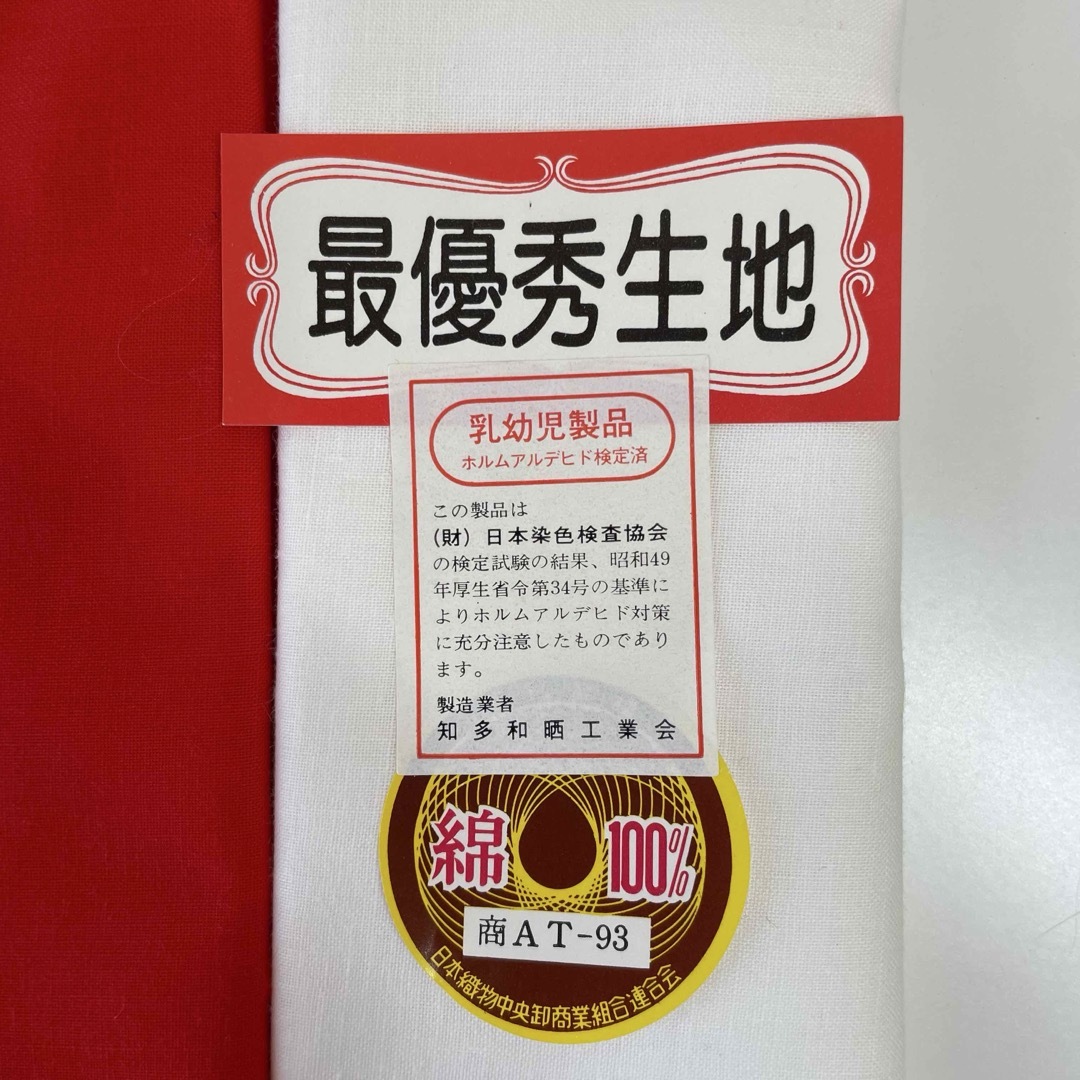 最優秀生地
乳幼児製品
ホルムアルデヒド検定済
この製品は
(財) 日本染色検査協会
の検定試験の結果、昭和49
年厚生省令第34号の基準に
よりホルムアルデヒド対策
に充分注意したものであり
ます。
製造業者
知多和晒工業会
綿 100%
商AT-93
日本織物中央卸商業組合連合会